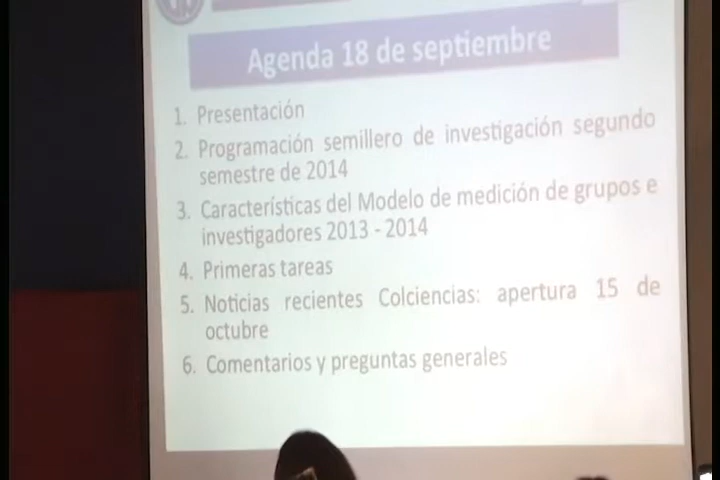 Agenda 18 de septiembre
1. Presentación
2. Programación semillero de investigación segundo
semestre de 2014
3. Características del Modelo de medición de grupos e
investigadores 2013 - 2014
4. Primeras tareas
5. Noticias recientes Colciencias: apertura 15 de
octubre
6. Comentarios y preguntas generales